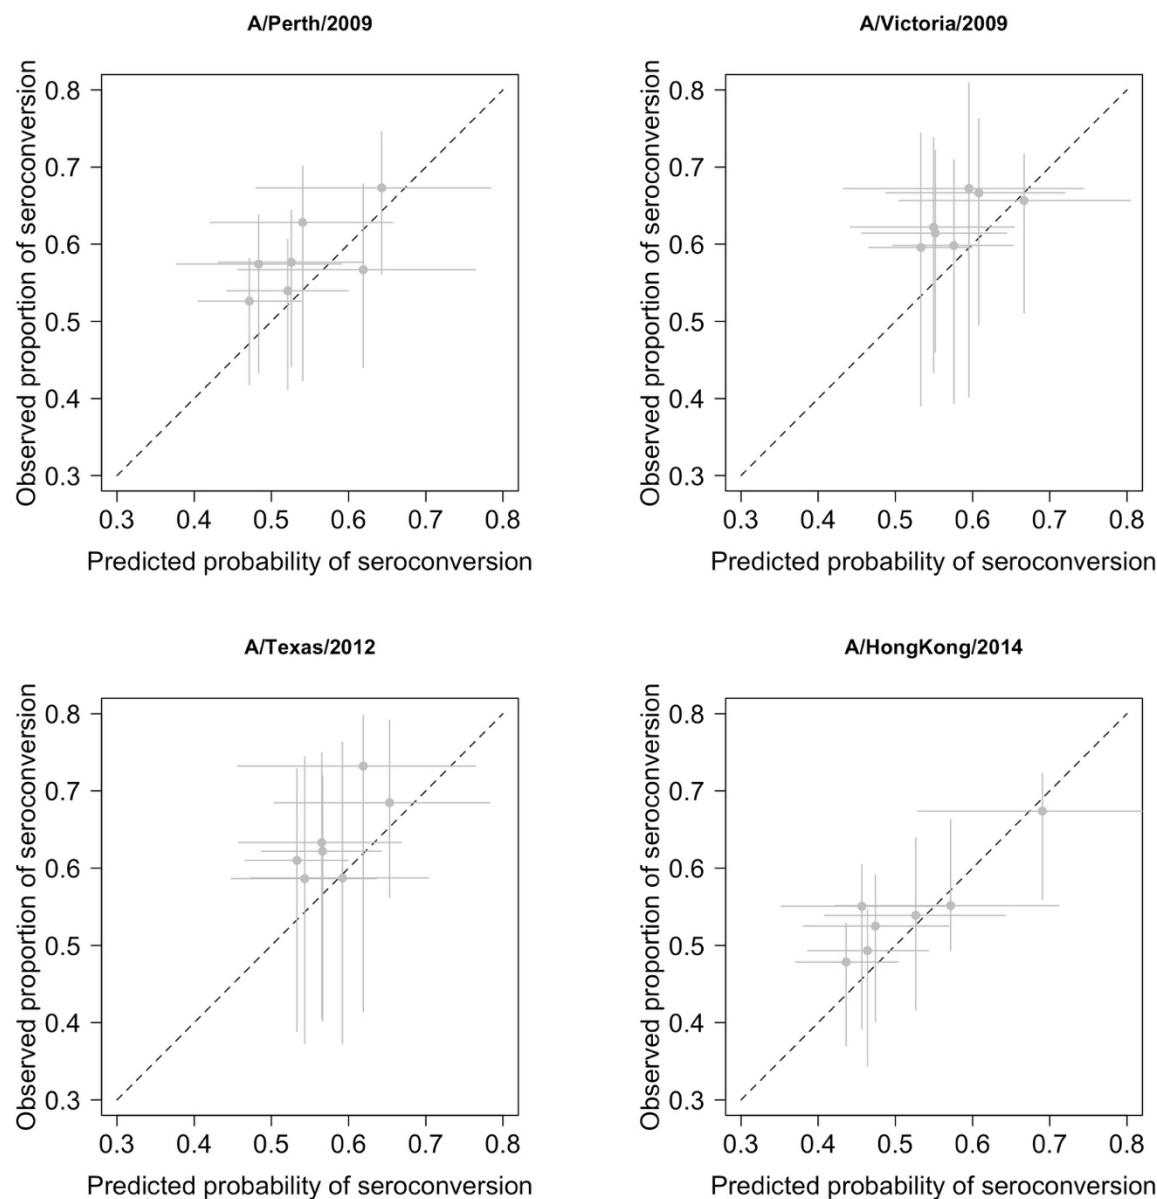 A/Perth/2009
Observed proportion of seroconversion
0.8
0.7
0.6
0.5
0.4
0.3
0.3 0.4 0.5 0.6 0.7 0.8
Predicted probability of seroconversion
A/Victoria/2009
Observed proportion of seroconversion
0.8
0.7
0.6
0.5
0.4
0.3
0.3 0.4 0.5 0.6 0.7 0.8
Predicted probability of seroconversion
A/Texas/2012
Observed proportion of seroconversion
0.8
0.7
0.6
0.5
0.4
0.3
0.3 0.4 0.5 0.6 0.7 0.8
Predicted probability of seroconversion
A/HongKong/2014
Observed proportion of seroconversion
0.8
0.7
0.6
0.5
0.4
0.3
0.3 0.4 0.5 0.6 0.7 0.8
Predicted probability of seroconversion